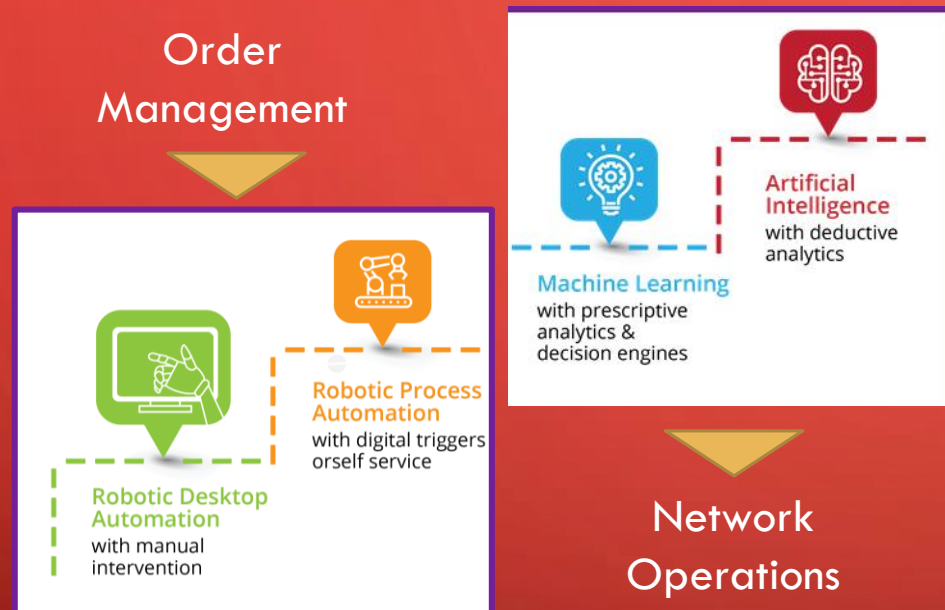 Order
Management
Robotic Desktop
Automation
with manual
intervention
Robotic Process
Automation
with digital triggers
orself service
Machine Learning
with prescriptive
analytics &
decision engines
Artificial
Intelligence
with deductive
analytics
Network
Operations